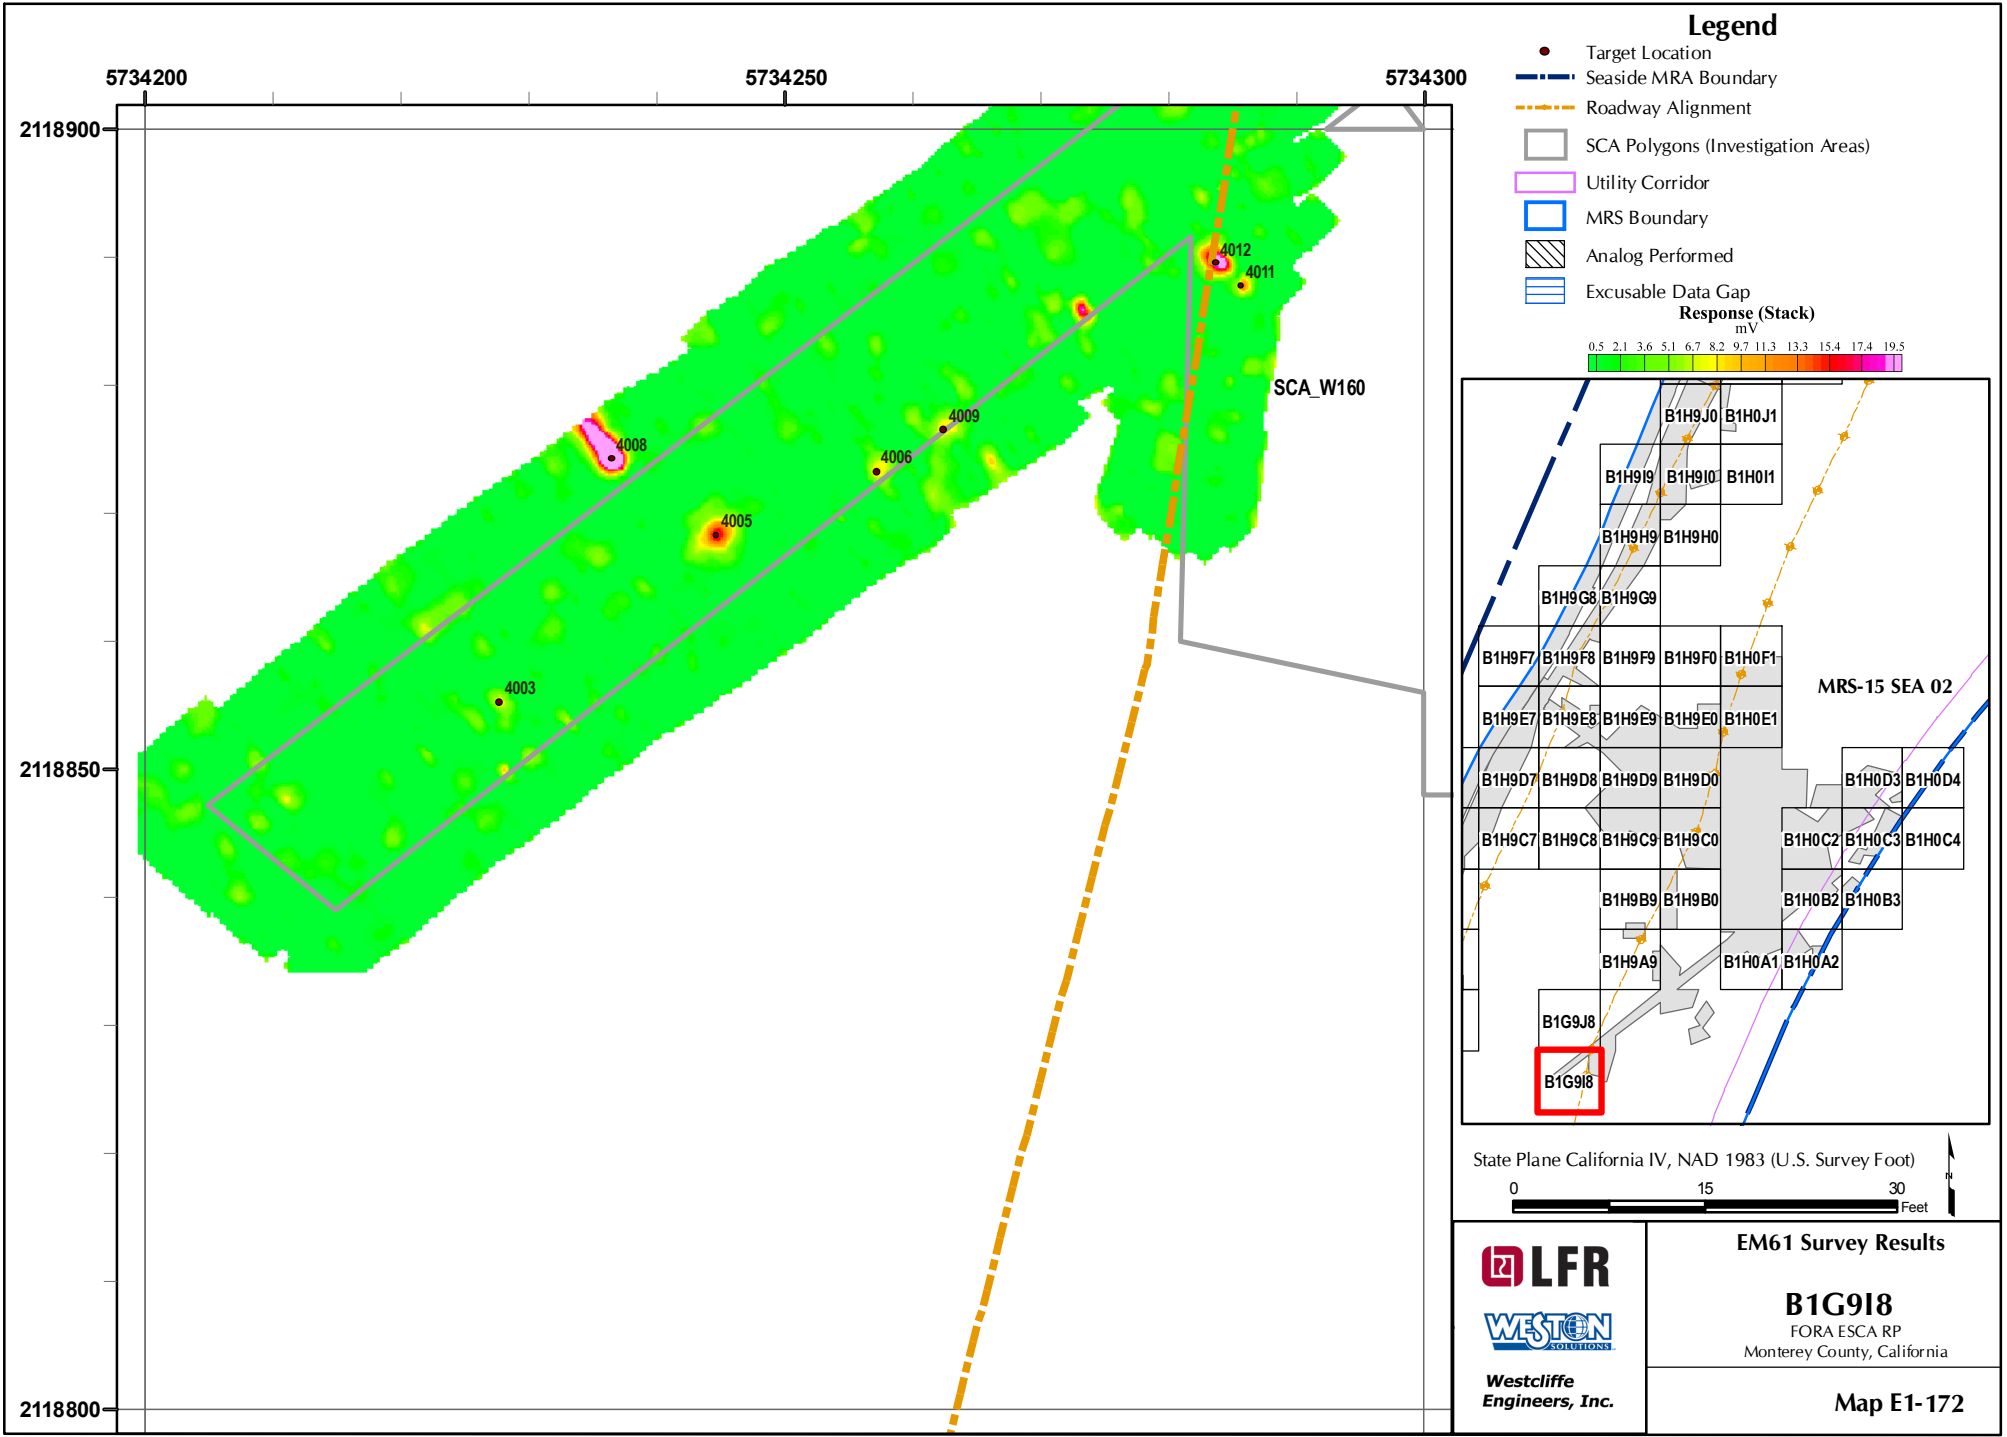 5734200
5734250
5734300
2118900
2118850
2118800
4012
4011
4009
4008
4006
4005
4003
SCA_W160
Legend
Target Location
Seaside MRA Boundary
Roadway Alignment
SCA Polygons (Investigation Areas)
Utility Corridor
MRS Boundary
Analog Performed
Excusable Data Gap
Response (Stack)
mV
0.5 2.1 3.6 5.1 6.7 8.2 9.7 11.3 13.3 15.4 17.4 19.5
B1H9J0 B1H0J1
B1H9I9 B1H9I0 B1H0I1
B1H9H9 B1H9H0
B1H9G8 B1H9G9
B1H9F7 B1H9F8 B1H9F9 B1H9F0 B1H0F1
MRS-15 SEA 02
B1H9E7 B1H9E8 B1H9E9 B1H9E0 B1H0E1
B1H9D7 B1H9D8 B1H9D9 B1H9D0 B1H0D3 B1H0D4
B1H9C7 B1H9C8 B1H9C9 B1H9C0 B1H0C2 B1H0C3 B1H0C4
B1H9B9 B1H9B0 B1H0B2 B1H0B3
B1H9A9 B1H0A1 B1H0A2
B1G9J8
B1G9I8
State Plane California IV, NAD 1983 (U.S. Survey Foot)
N
0 15 30
Feet
LFR
WESTON
SOLUTIONS
Westcliffe
Engineers, Inc.
EM61 Survey Results
B1G9I8
FORA ESCA RP
Monterey County, California
Map E1-172